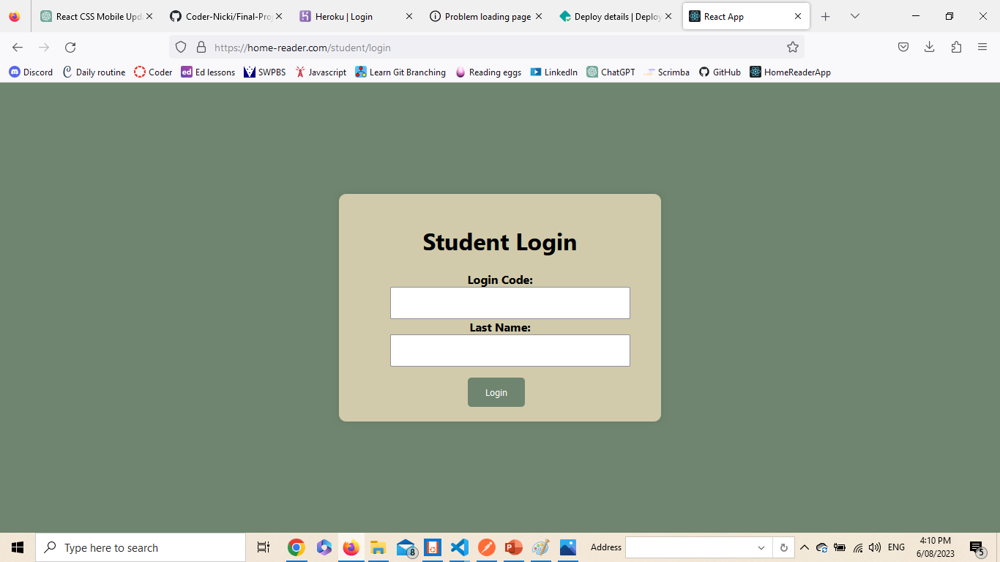 React CSS Mobile Upd
Coder-Nicki/Final-Pro
Heroku | Login
Problem loading page
Deploy details | Deploy
React App
https://home-reader.com/student/login
Discord
Daily routine
Coder
Ed lessons
SWPBS
Javascript
Learn Git Branching
Reading eggs
LinkedIn
ChatGPT
Scrimba
GitHub
HomeReaderApp
Student Login
Login Code:
Last Name:
Login
Type here to search
8
Address
ENG
4:10 PM
6/08/2023
5